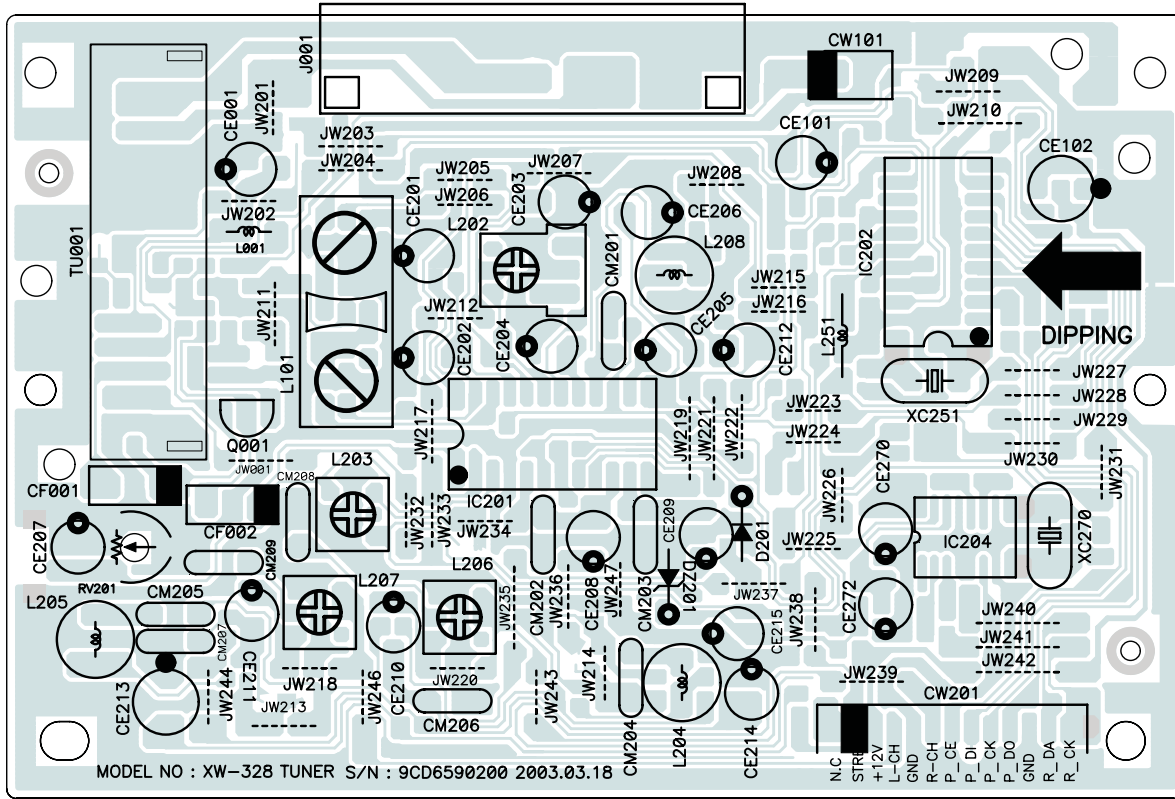 J001
CW101
JW209
JW210
JW201
CE001
JW203
JW204
CE101
CE102
JW205
JW206
JW207
CE203
JW208
CE201
L202
CE206
L208
JW202
L001
TU001
IC202
CM201
JW215
JW216
JW211
JW212
CE202
CE204
CE205
CE212
L251
DIPPING
L101
XC251
JW227
JW228
JW229
JW230
JW231
JW223
JW224
JW217
JW219
JW221
JW222
Q001
JW001
CM208
L203
CF001
CF002
IC201
JW232
JW233
JW234
CE209
D201
JW226
JW225
CE270
IC204
XC270
CE207
RV201
CM209
L205
CM205
CM207
L207
L206
JW235
CM202
JW236
CE208
JW247
CM203
DZ201
JW237
CE215
JW238
CE272
JW240
JW241
JW242
JW239
CW201
CE213
JW244
CE211
JW218
JW213
JW246
CE210
JW220
CM206
JW243
JW214
CM204
L204
CE214
N.C
STRE
+12V
L-CH
GND
R-CH
P_CE
P_DI
P_CK
P_DO
GND
R_DA
R_CK
MODEL NO : XW-328 TUNER S/N : 9CD6590200 2003.03.18